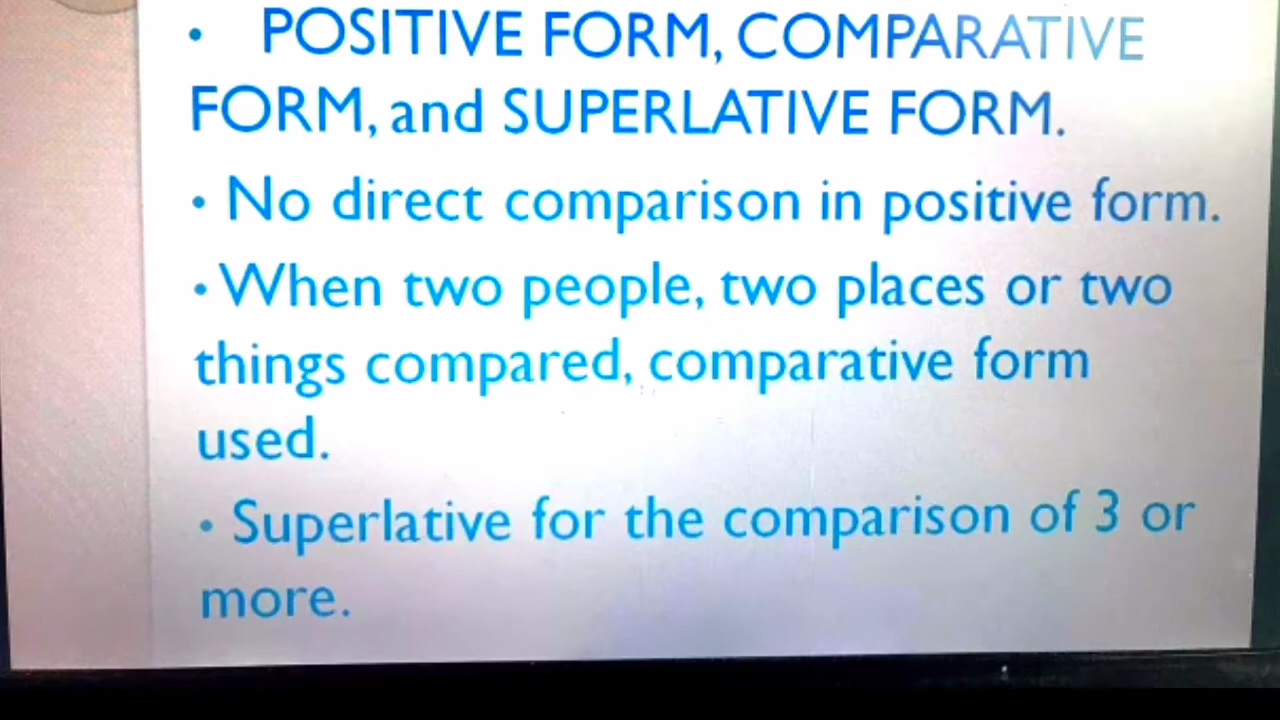 • POSITIVE FORM, COMPARATIVE
FORM, and SUPERLATIVE FORM.
• No direct comparison in positive form.
• When two people, two places or two
things compared, comparative form
used.
• Superlative for the comparison of 3 or
more.